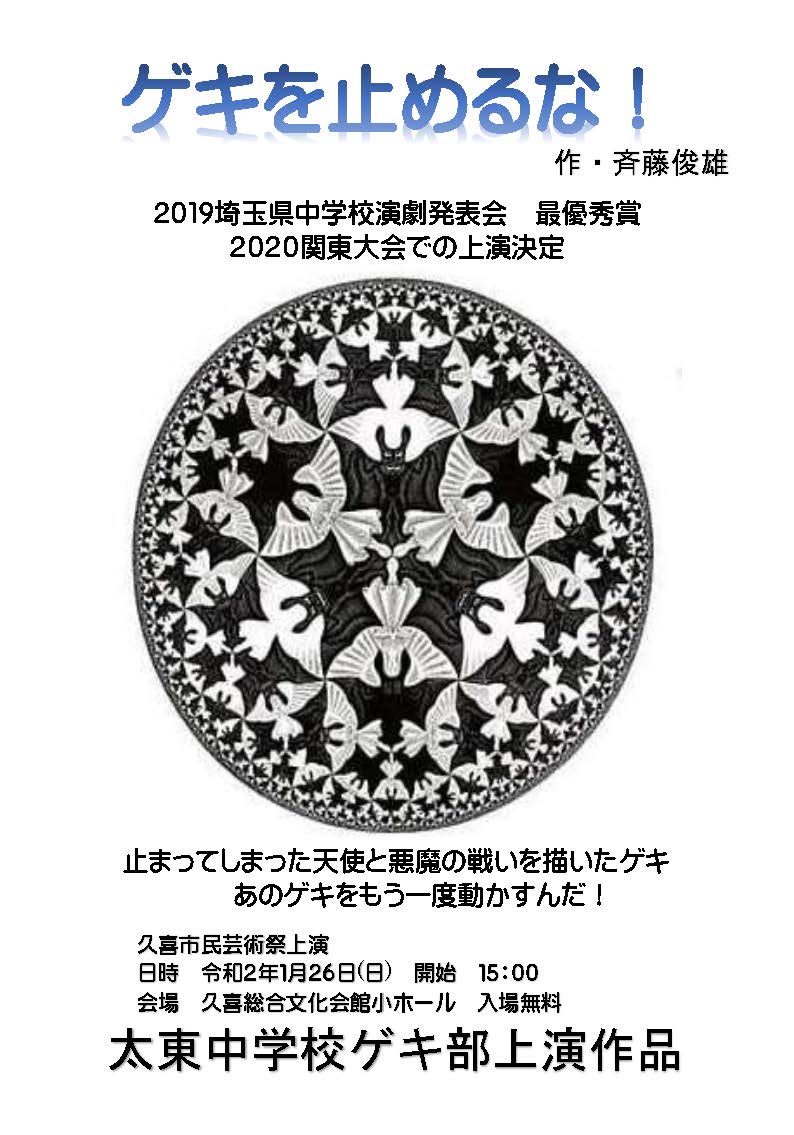 ゲキを止めるな！
作・斉藤俊雄
2019埼玉県中学校演劇発表会　最優秀賞
2020関東大会での上演決定
止まってしまった天使と悪魔の戦いを描いたゲキ
あのゲキをもう一度動かすんだ！
久喜市民芸術祭上演
日時　令和2年1月26日(日)　開始　15：00
会場　久喜総合文化会館小ホール　入場無料
太東中学校ゲキ部上演作品